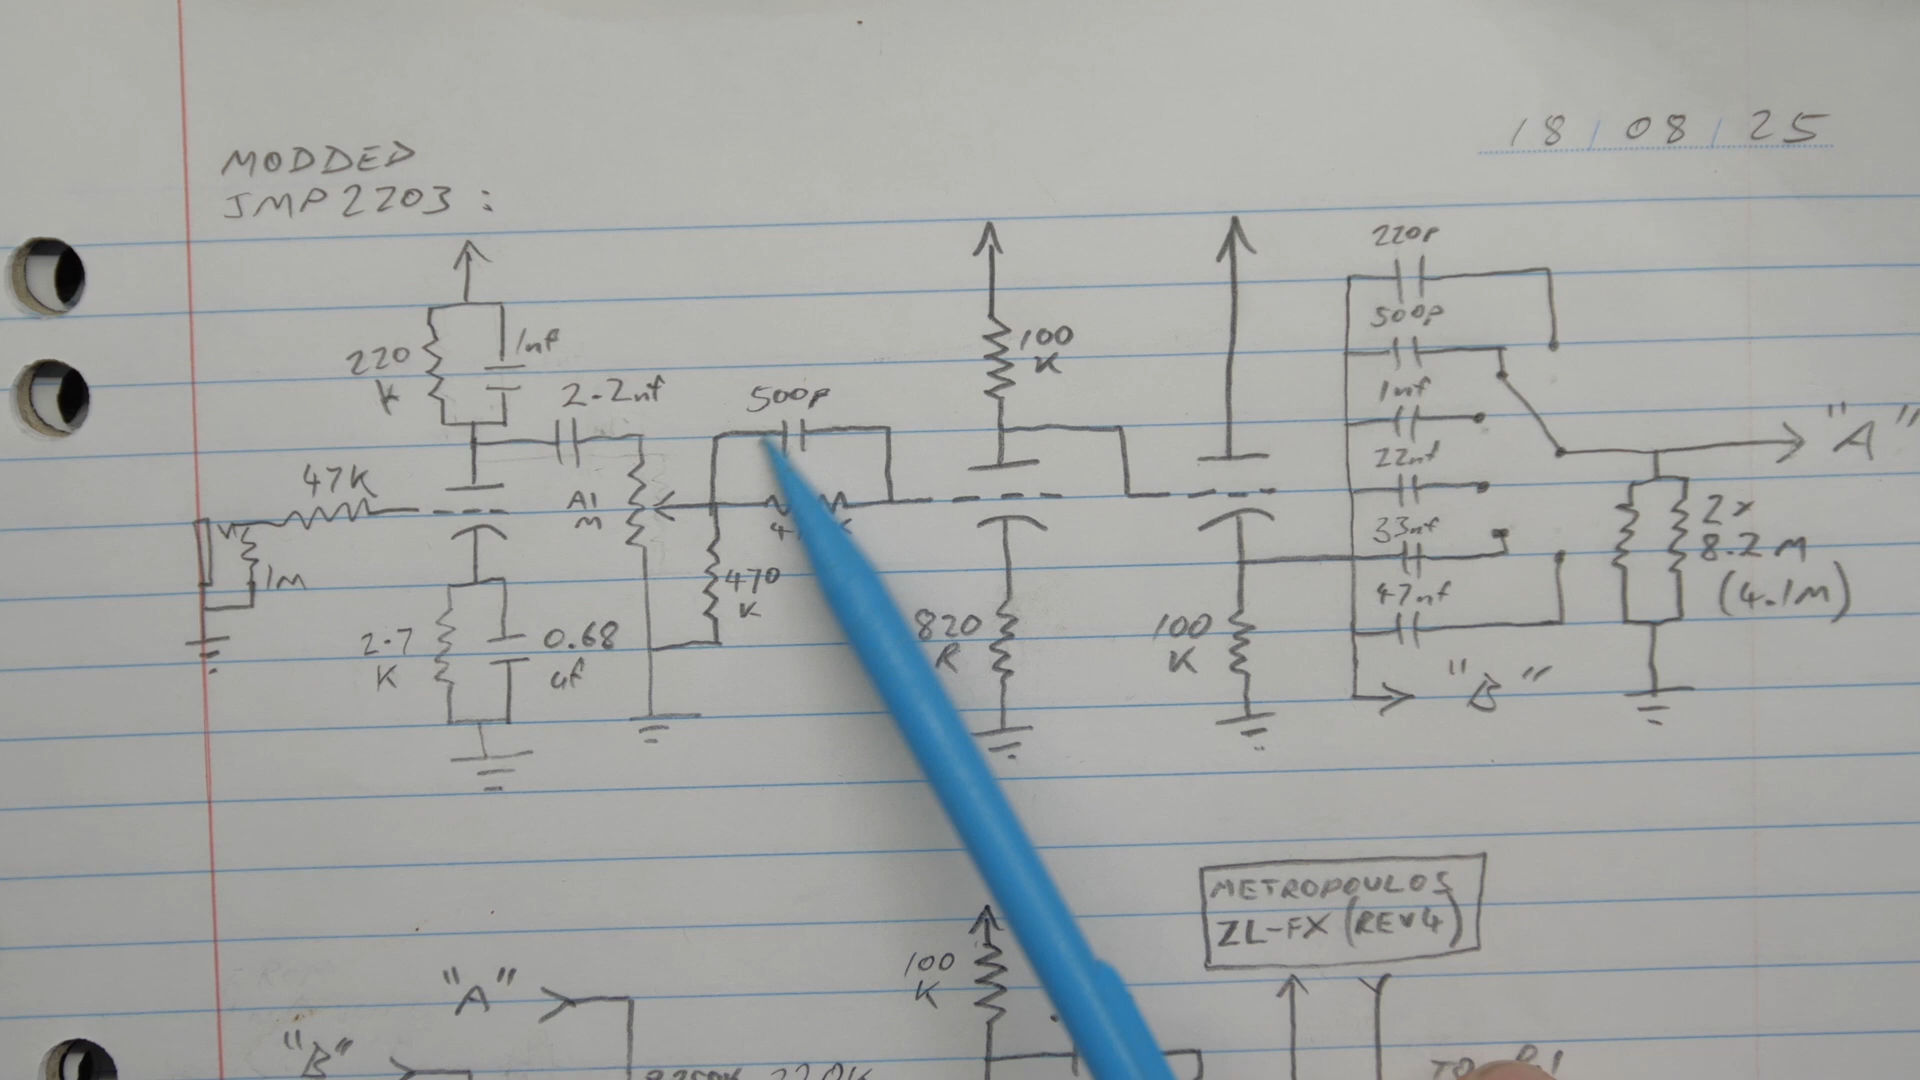 18/08/25
MODDED
JMP2203:
220p
500p
1nf
100
K
220
K
1nf
2.2nf
500p
"A"
22nf
47K
A1
M
33nf
2x
8.2M
(4.1M)
1M
470
K
47nf
2.7
K
0.68
uf
820
R
100
K
"B"
METROPOULOS
ZL-FX (REV4)
100
K
"A"
"B"
220K
TO